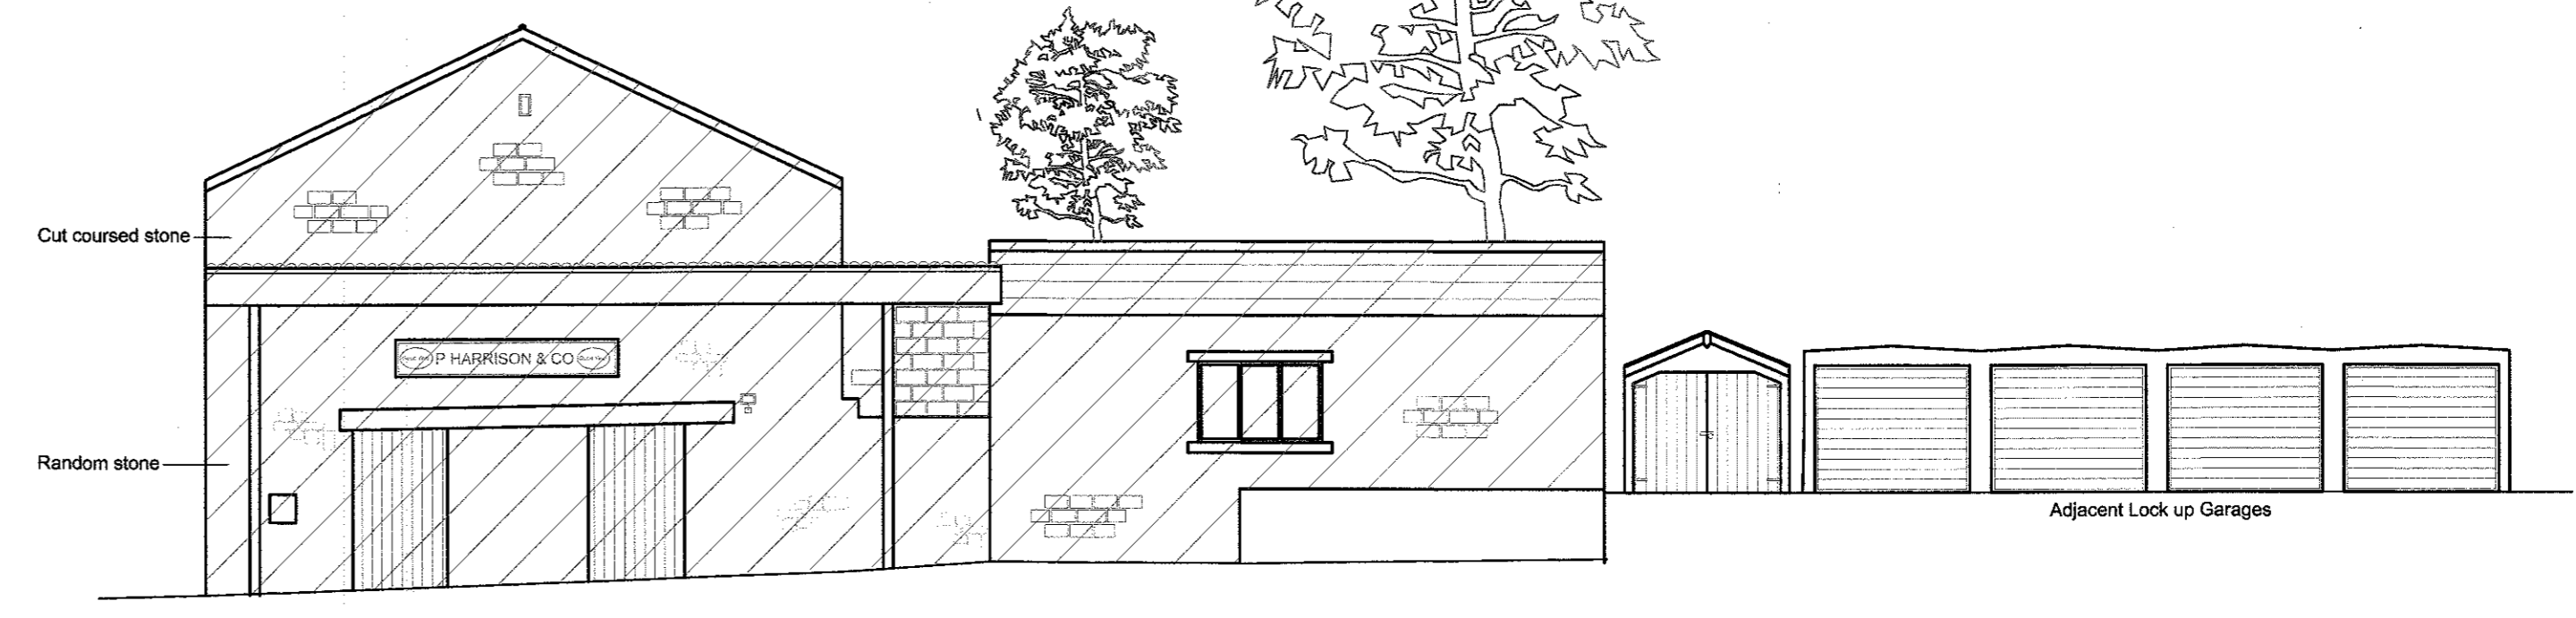 Cut coursed stone
P HARRISON & CO
Random stone
Adjacent Lock up Garages